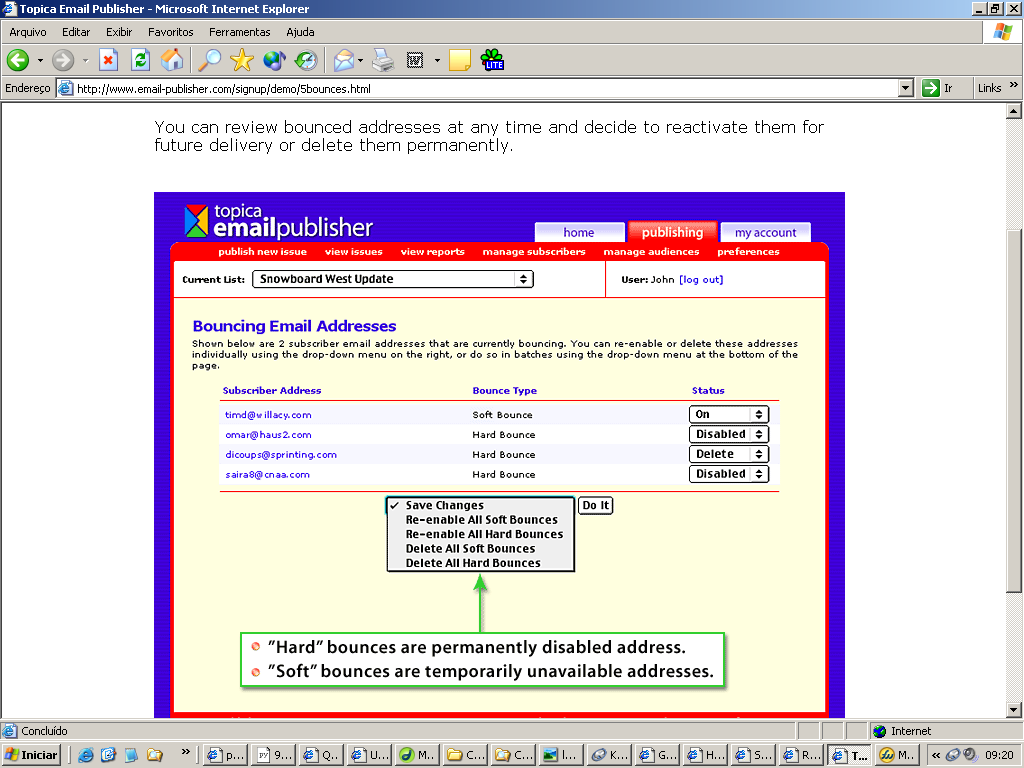 Topica Email Publisher - Microsoft Internet Explorer
Arquivo Editar Exibir Favoritos Ferramentas Ajuda
LITE
Endereço http://www.email-publisher.com/signup/demo/5bounces.html Ir Links »
You can review bounced addresses at any time and decide to reactivate them for
future delivery or delete them permanently.
topica
emailpublisher
home publishing my account
publish new issue view issues view reports manage subscribers manage audiences preferences
Current List: Snowboard West Update User: John [log out]
Bouncing Email Addresses
Shown below are 2 subscriber email addresses that are currently bouncing. You can re-enable or delete these addresses
individually using the drop-down menu on the right, or do so in batches using the drop-down menu at the bottom of the
page.
Subscriber Address Bounce Type Status
timd@willacy.com Soft Bounce On
omar@haus2.com Hard Bounce Disabled
dicoups@sprinting.com Hard Bounce Delete
saira8@cnaa.com Hard Bounce Disabled
✓ Save Changes Do It
Re-enable All Soft Bounces
Re-enable All Hard Bounces
Delete All Soft Bounces
Delete All Hard Bounces
"Hard" bounces are permanently disabled address.
"Soft" bounces are temporarily unavailable addresses.
Concluído Internet
Iniciar » p... 9... Q... U... M... C... C... I... K... G... H... S... R... T... M... « 09:20